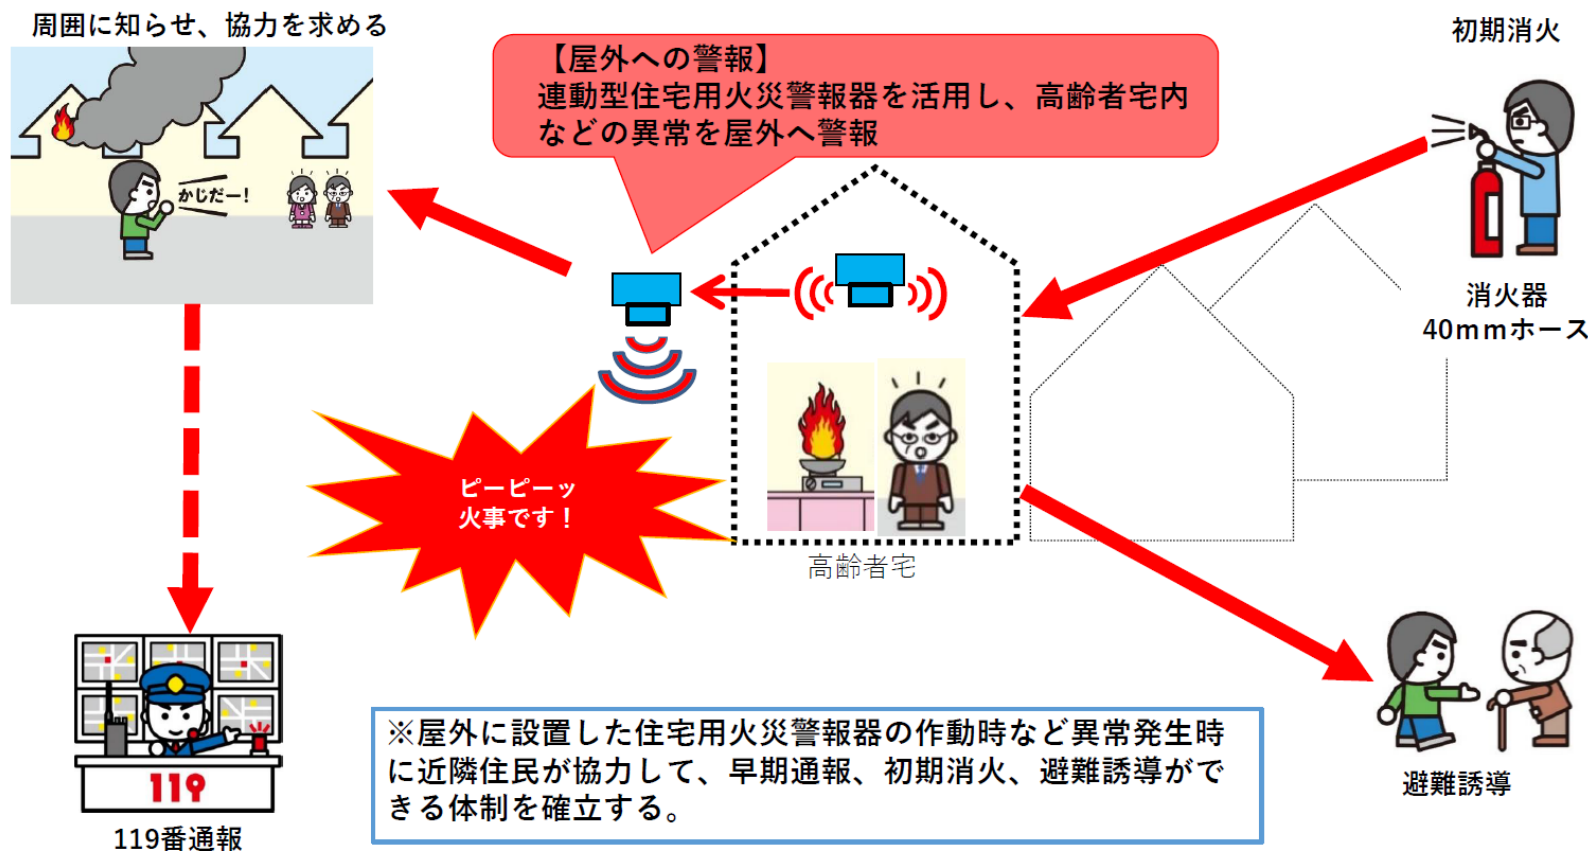 周囲に知らせ、協力を求める
初期消火
【屋外への警報】
連動型住宅用火災警報器を活用し、高齢者宅内
などの異常を屋外へ警報
かじだー!
消火器
40mmホース
ピーピーッ
火事です！
高齢者宅
※屋外に設置した住宅用火災警報器の作動時など異常発生時
に近隣住民が協力して、早期通報、初期消火、避難誘導がで
きる体制を確立する。
119
119番通報
避難誘導